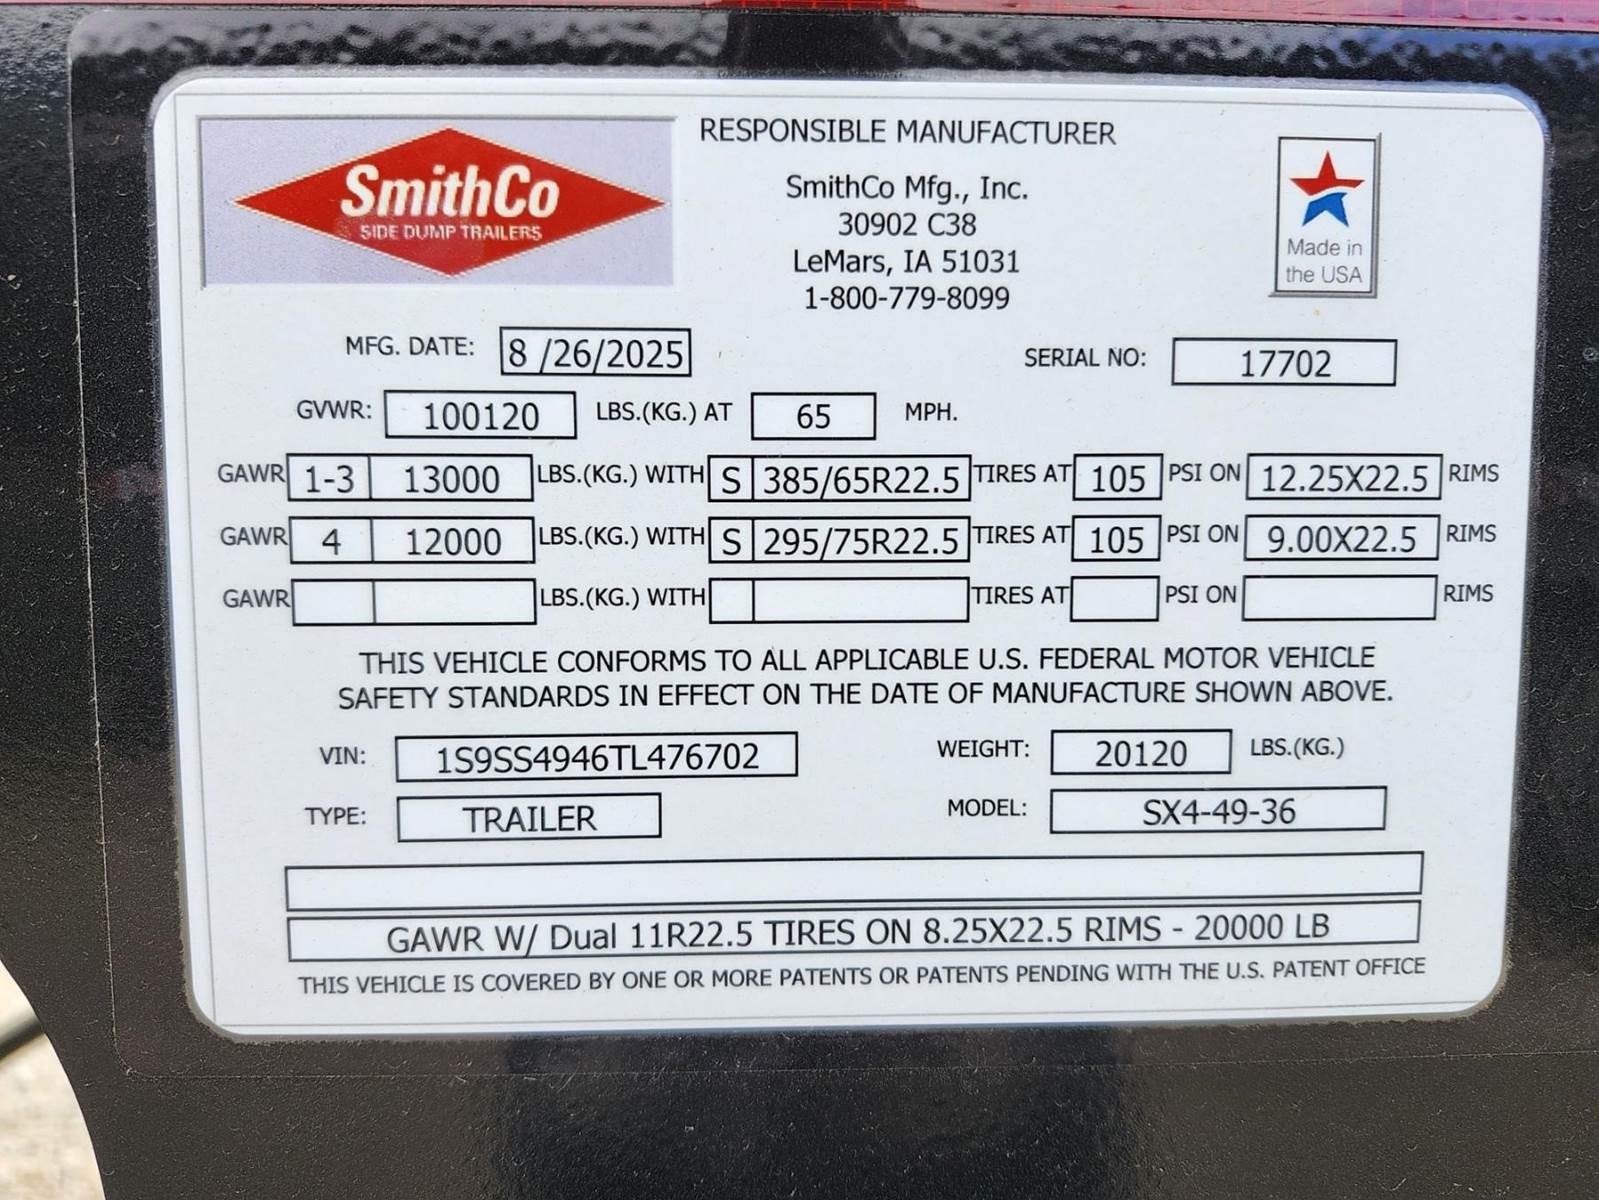 SmithCo
SIDE DUMP TRAILERS
RESPONSIBLE MANUFACTURER
SmithCo Mfg., Inc.
30902 C38
LeMars, IA 51031
1-800-779-8099
Made in
the USA
MFG. DATE: 8 /26/2025 SERIAL NO: 17702
GVWR: 100120 LBS.(KG.) AT 65 MPH.
GAWR 1-3 13000 LBS.(KG.) WITH S 385/65R22.5 TIRES AT 105 PSI ON 12.25X22.5 RIMS
GAWR 4 12000 LBS.(KG.) WITH S 295/75R22.5 TIRES AT 105 PSI ON 9.00X22.5 RIMS
GAWR LBS.(KG.) WITH TIRES AT PSI ON RIMS
THIS VEHICLE CONFORMS TO ALL APPLICABLE U.S. FEDERAL MOTOR VEHICLE
SAFETY STANDARDS IN EFFECT ON THE DATE OF MANUFACTURE SHOWN ABOVE.
VIN: 1S9SS4946TL476702 WEIGHT: 20120 LBS.(KG.)
TYPE: TRAILER MODEL: SX4-49-36
GAWR W/ Dual 11R22.5 TIRES ON 8.25X22.5 RIMS - 20000 LB
THIS VEHICLE IS COVERED BY ONE OR MORE PATENTS OR PATENTS PENDING WITH THE U.S. PATENT OFFICE